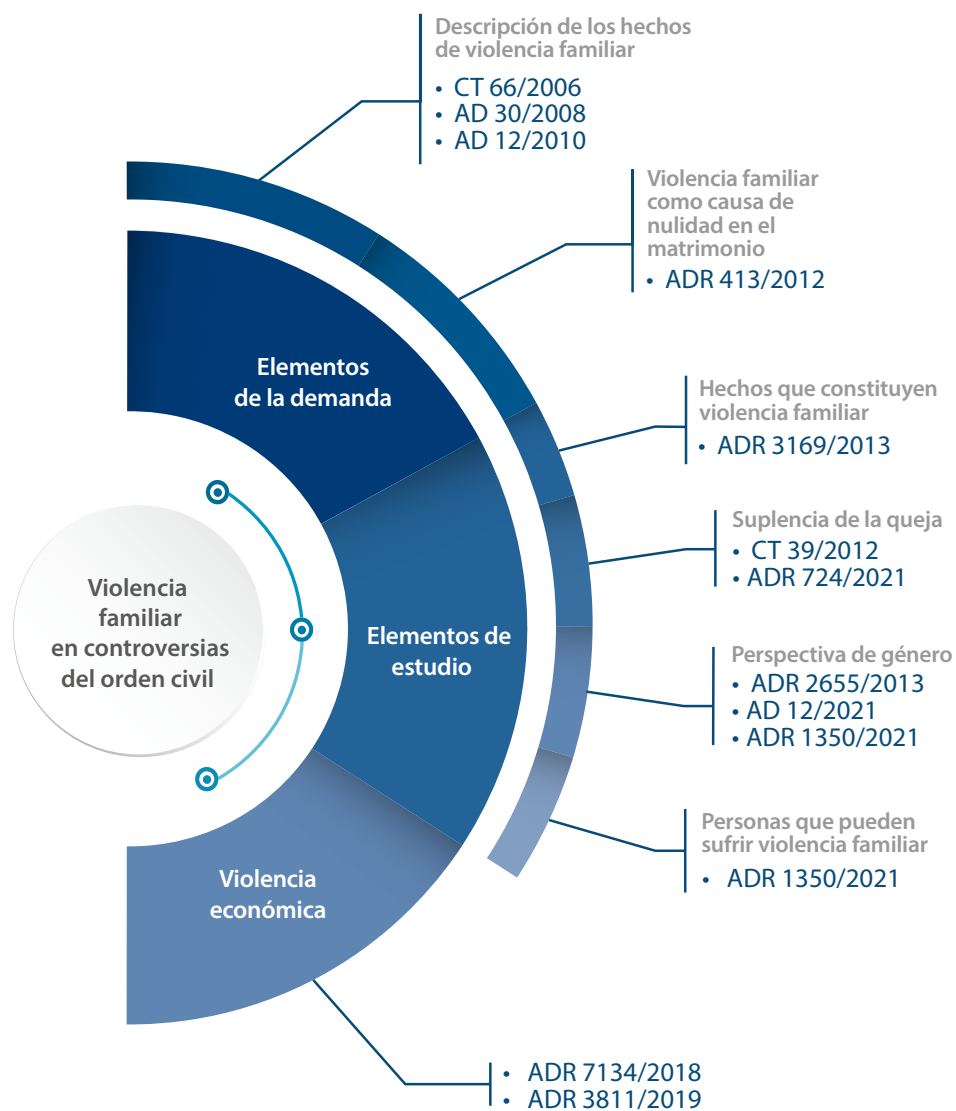 Descripción de los hechos
de violencia familiar
• CT 66/2006
• AD 30/2008
• AD 12/2010
Violencia familiar
como causa de
nulidad en el
matrimonio
• ADR 413/2012
Elementos
de la demanda
Hechos que constituyen
violencia familiar
• ADR 3169/2013
Suplencia de la queja
• CT 39/2012
• ADR 724/2021
Violencia
familiar
en controversias
del orden civil
Elementos de
estudio
Perspectiva de género
• ADR 2655/2013
• AD 12/2021
• ADR 1350/2021
Personas que pueden
sufrir violencia familiar
• ADR 1350/2021
Violencia
económica
• ADR 7134/2018
• ADR 3811/2019